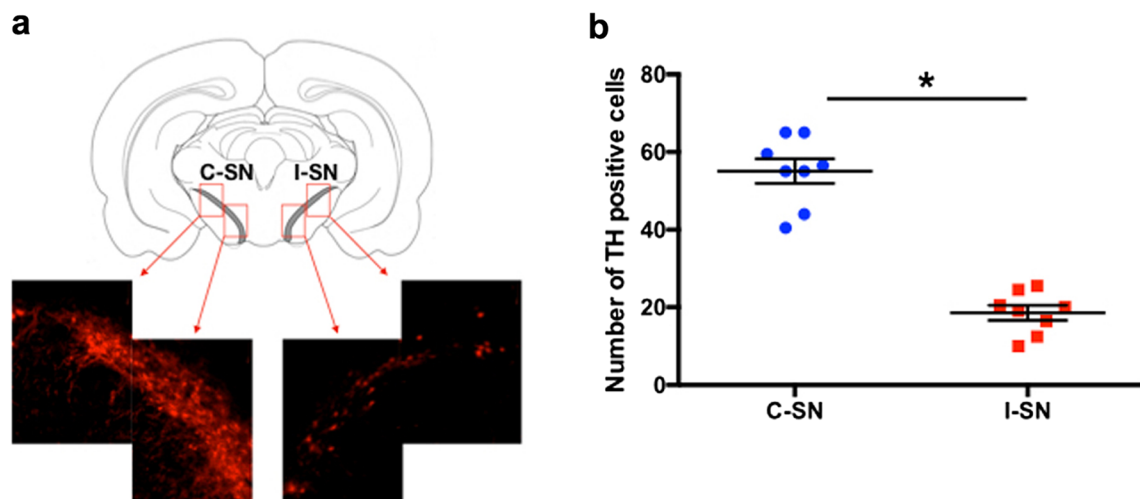 a
C-SN I-SN
b
Number of TH positive cells
80
60
40
20
0
*
C-SN I-SN